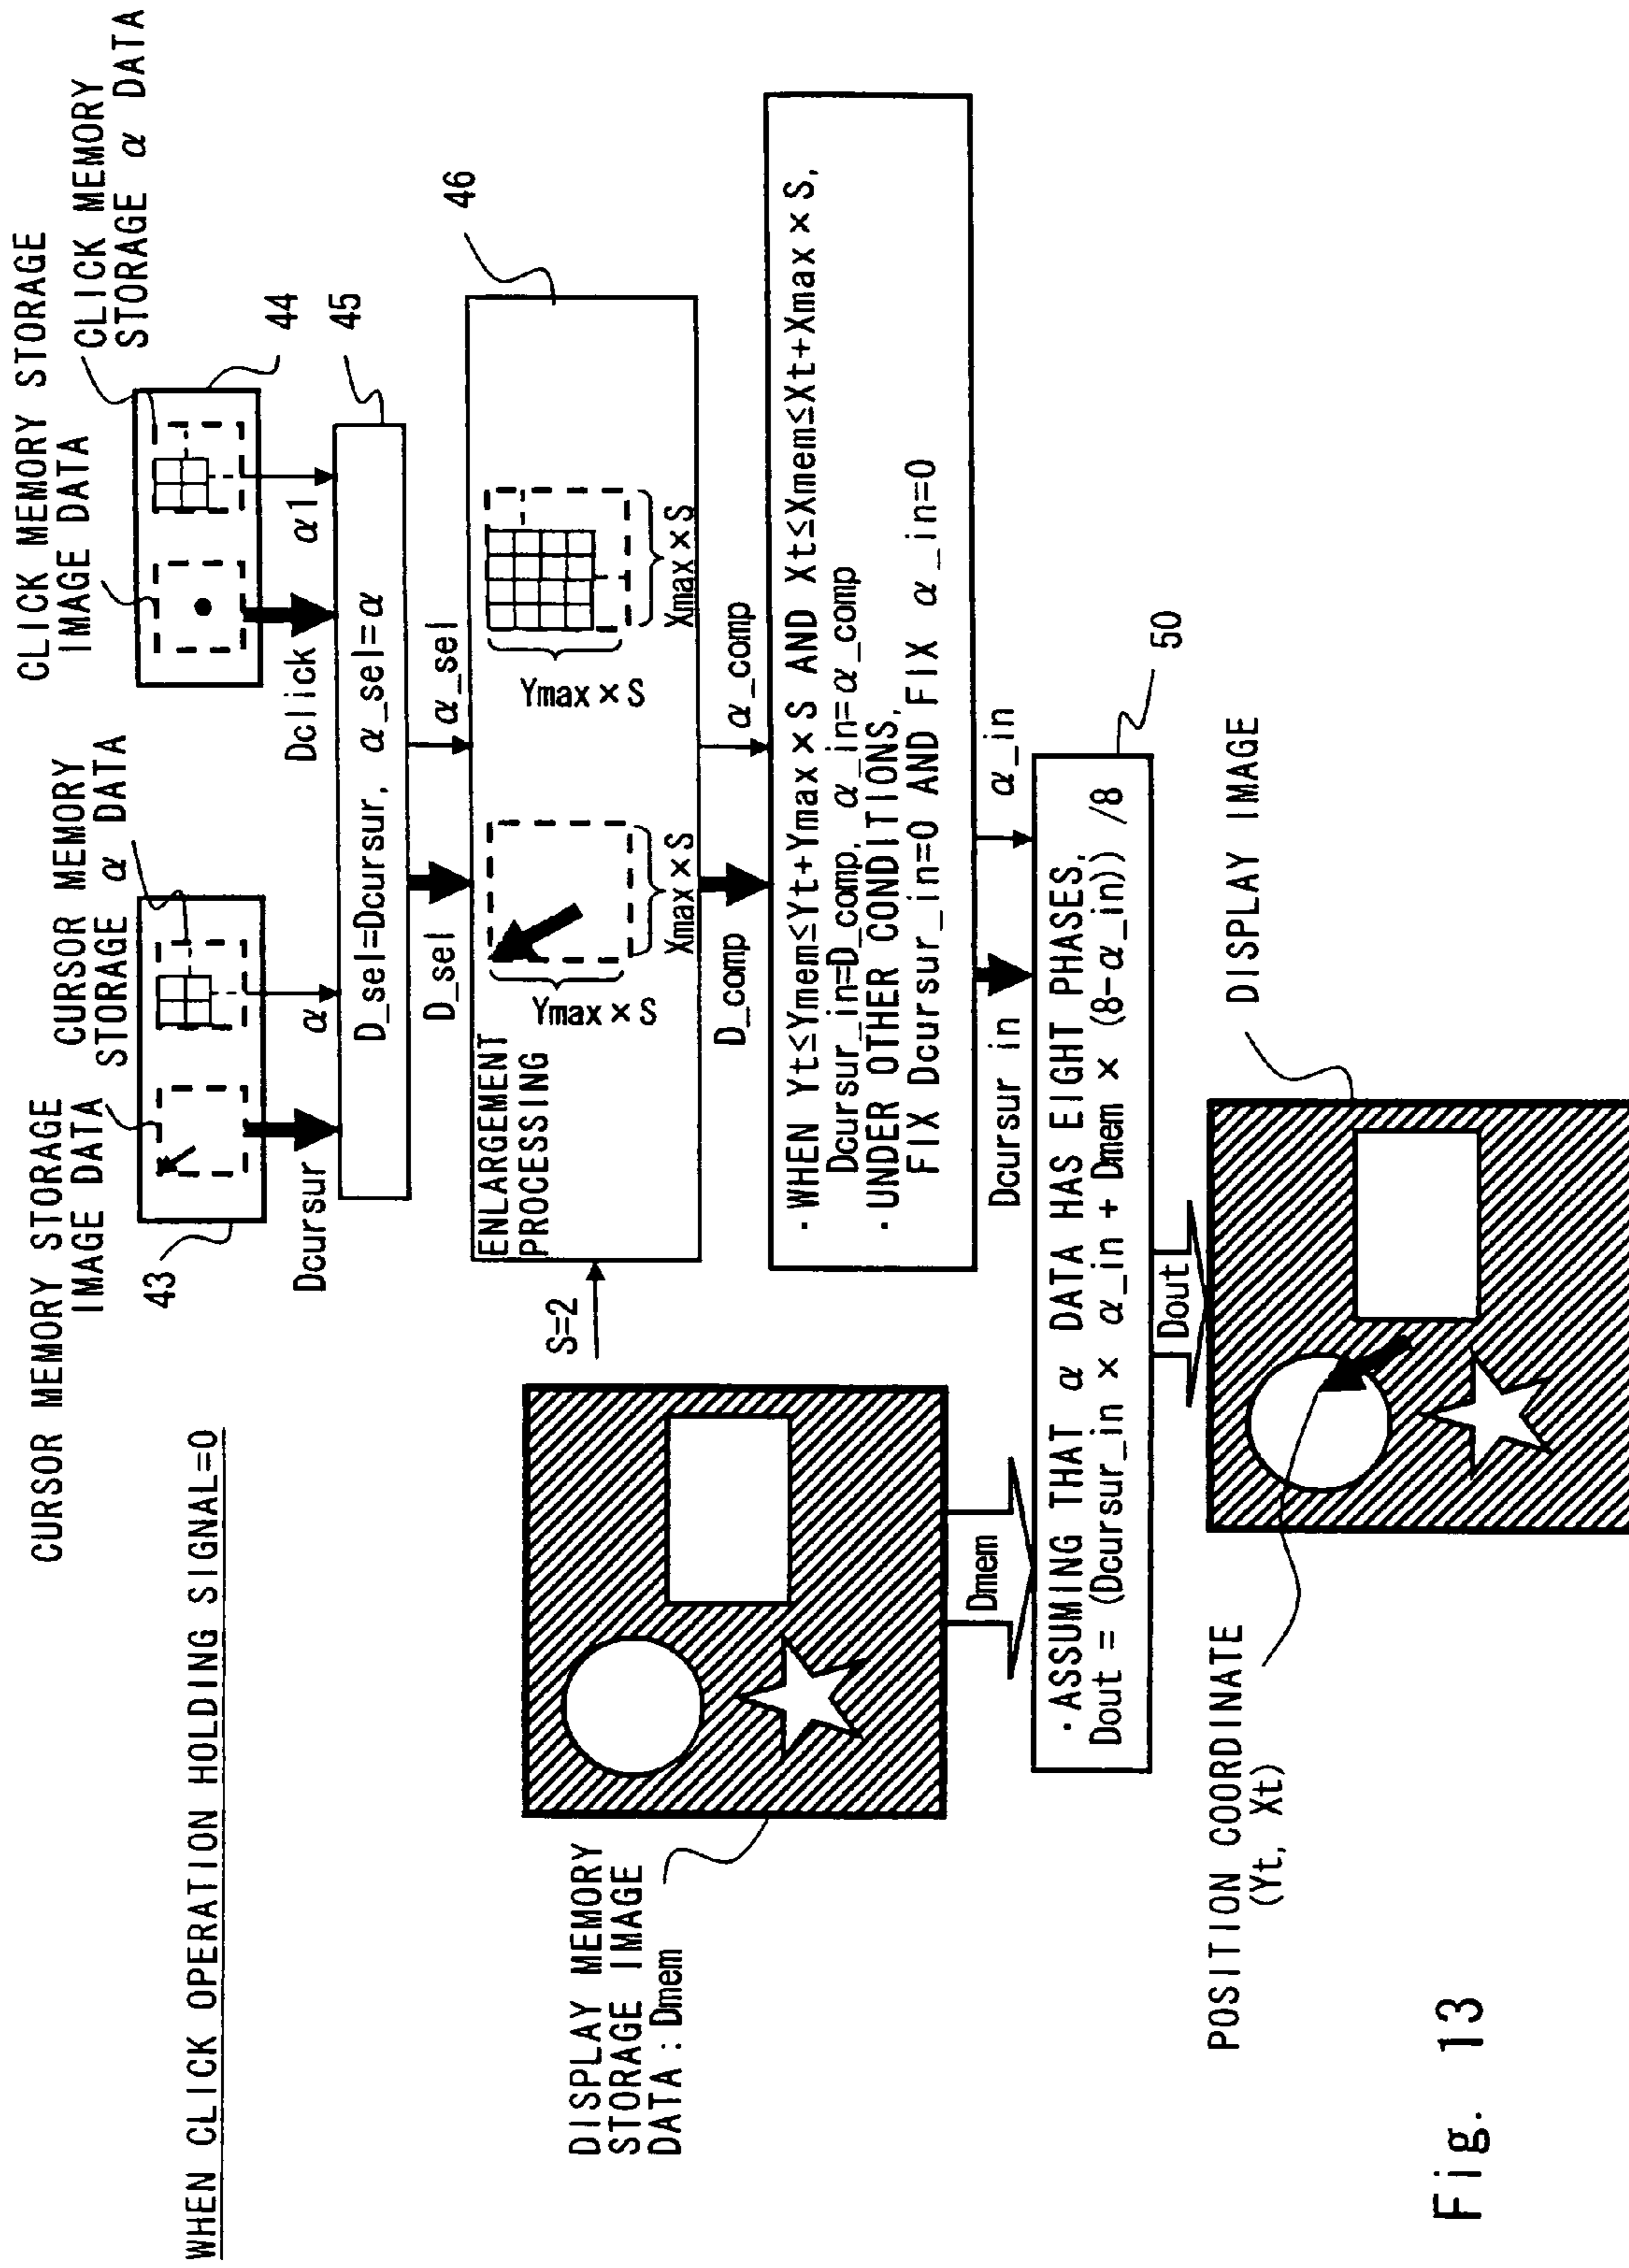 WHEN CLICK OPERATION HOLDING SIGNAL=0
CURSOR MEMORY STORAGE
IMAGE DATA
CURSOR MEMORY
STORAGE α DATA
CLICK MEMORY STORAGE
IMAGE DATA
CLICK MEMORY
STORAGE α DATA
43
44
Dcursur
α
Dclick
α1
45
D_sel=Dcursur, α_sel=α
D_sel
α_sel
46
S=2
ENLARGEMENT
PROCESSING
Ymax×S
Xmax×S
Ymax×S
Xmax×S
D_comp
α_comp
·WHEN Yt≤Ymem≤Yt+Ymax×S AND Xt≤Xmem≤Xt+Xmax×S,
Dcursur_in=D_comp, α_in=α_comp
·UNDER OTHER CONDITIONS,
FIX Dcursur_in=0 AND FIX α_in=0
DISPLAY MEMORY
STORAGE IMAGE
DATA:Dmem
Dmem
Dcursur in
α_in
50
·ASSUMING THAT α DATA HAS EIGHT PHASES,
Dout = (Dcursur_in × α_in + Dmem × (8-α_in)) /8
Dout
DISPLAY IMAGE
POSITION COORDINATE
(Yt, Xt)
Fig. 13